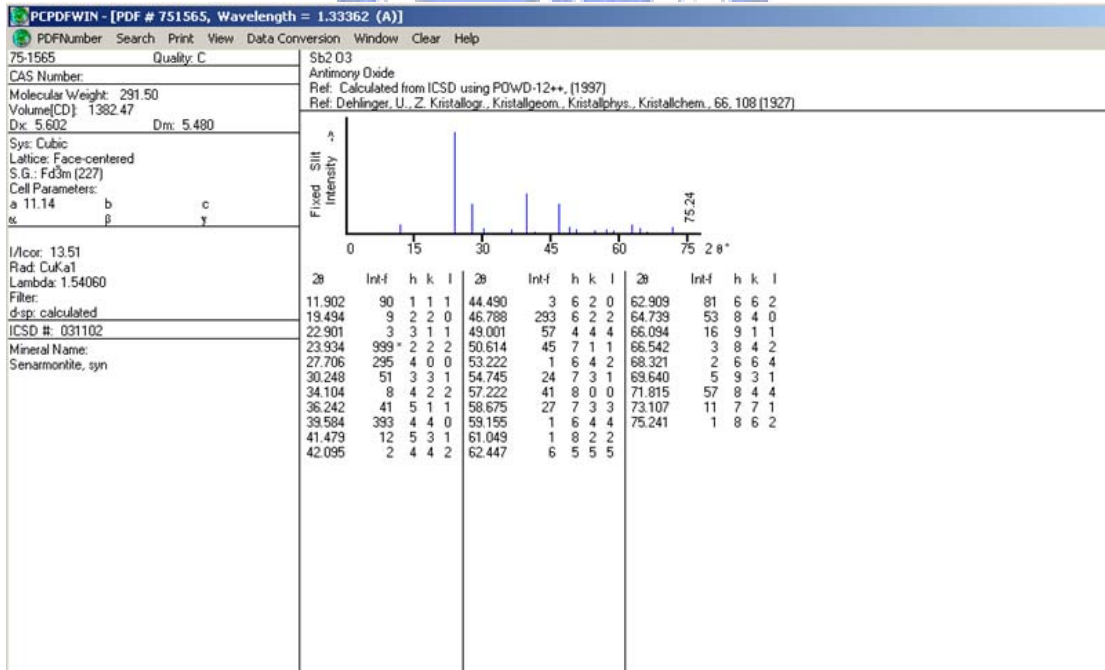 PCPDFWIN - [PDF # 751565, Wavelength = 1.33362 (A)]
PDFNumber Search Print View Data Conversion Window Clear Help
75-1565 Quality: C
CAS Number:
Molecular Weight: 291.50
Volume[CD]: 1382.47
Dx: 5.602 Dm: 5.480
Sys: Cubic
Lattice: Face-centered
S.G.: Fd3̄m (227)
Cell Parameters:
a 11.14 b c
α β γ
I/Icor: 13.51
Rad: CuKa1
Lambda: 1.54060
Filter:
d-sp: calculated
ICSD #: 031102
Mineral Name:
Senarmontite, syn
Sb2 O3
Antimony Oxide
Ref: Calculated from ICSD using POWD-12++, (1997)
Ref: Dehlinger, U., Z. Kristallogr., Kristallgeom., Kristallphys., Kristallchem., 66, 108 (1927)
Fixed Slit
Intensity ->
75.24
0 15 30 45 60 75 2 θ°
2θ Int-f h k l 2θ Int-f h k l 2θ Int-f h k l
11.902 90 1 1 1 44.490 3 6 2 0 62.909 81 6 6 2
19.494 9 2 2 0 46.788 293 6 2 2 64.739 53 8 4 0
22.901 3 3 1 1 49.001 57 4 4 4 66.094 16 9 1 1
23.934 999* 2 2 2 50.614 45 7 1 1 66.542 3 8 4 2
27.706 295 4 0 0 53.222 1 6 4 2 68.321 2 6 6 4
30.248 51 3 3 1 54.745 24 7 3 1 69.640 5 9 3 1
34.104 8 4 2 2 57.222 41 8 0 0 71.815 57 8 4 4
36.242 41 5 1 1 58.675 27 7 3 3 73.107 11 7 7 1
39.584 393 4 4 0 59.155 1 6 4 4 75.241 1 8 6 2
41.479 12 5 3 1 61.049 1 8 2 2
42.095 2 4 4 2 62.447 6 5 5 5